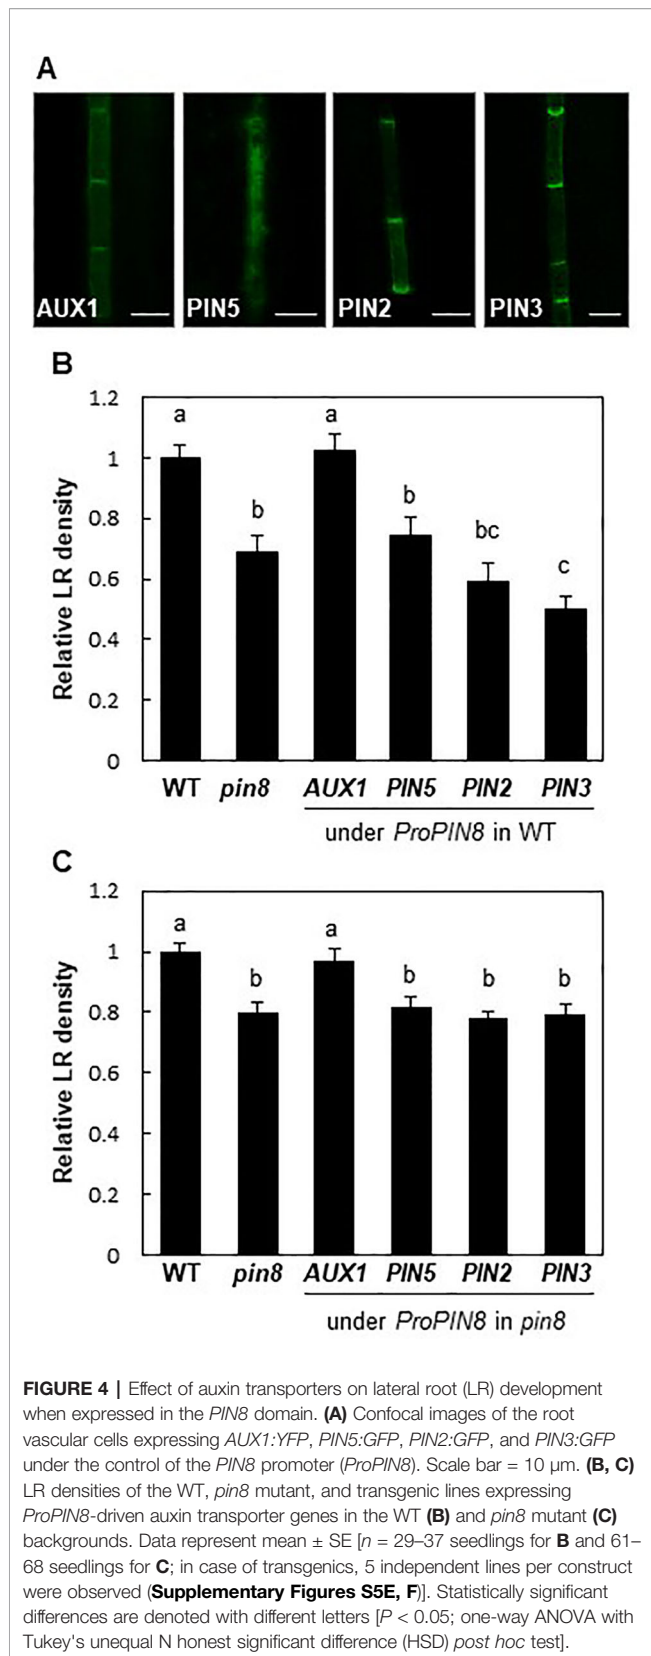 A
AUX1 PIN5 PIN2 PIN3
B
1.2
1
0.8
0.6
0.4
0.2
0
Relative LR density
a b a b bc c
WT pin8 AUX1 PIN5 PIN2 PIN3
under ProPIN8 in WT
C
1.2
1
0.8
0.6
0.4
0.2
0
Relative LR density
a b a b b b
WT pin8 AUX1 PIN5 PIN2 PIN3
under ProPIN8 in pin8
FIGURE 4 | Effect of auxin transporters on lateral root (LR) development
when expressed in the PIN8 domain. (A) Confocal images of the root
vascular cells expressing AUX1:YFP, PIN5:GFP, PIN2:GFP, and PIN3:GFP
under the control of the PIN8 promoter (ProPIN8). Scale bar = 10 μm. (B, C)
LR densities of the WT, pin8 mutant, and transgenic lines expressing
ProPIN8-driven auxin transporter genes in the WT (B) and pin8 mutant (C)
backgrounds. Data represent mean ± SE [n = 29–37 seedlings for B and 61–
68 seedlings for C; in case of transgenics, 5 independent lines per construct
were observed (Supplementary Figures S5E, F)]. Statistically significant
differences are denoted with different letters [P < 0.05; one-way ANOVA with
Tukey's unequal N honest significant difference (HSD) post hoc test].